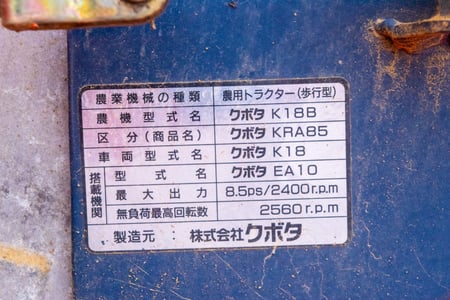 農業機械の種類 農用トラクター(歩行型)
農機型式名 クボタ K18B
区分(商品名) クボタ KRA85
車両型式名 クボタ K18
搭載機関 型式名 クボタ EA10
最大出力 8.5ps/2400r.p.m
無負荷最高回転数 2560r.p.m
製造元: 株式会社クボタ